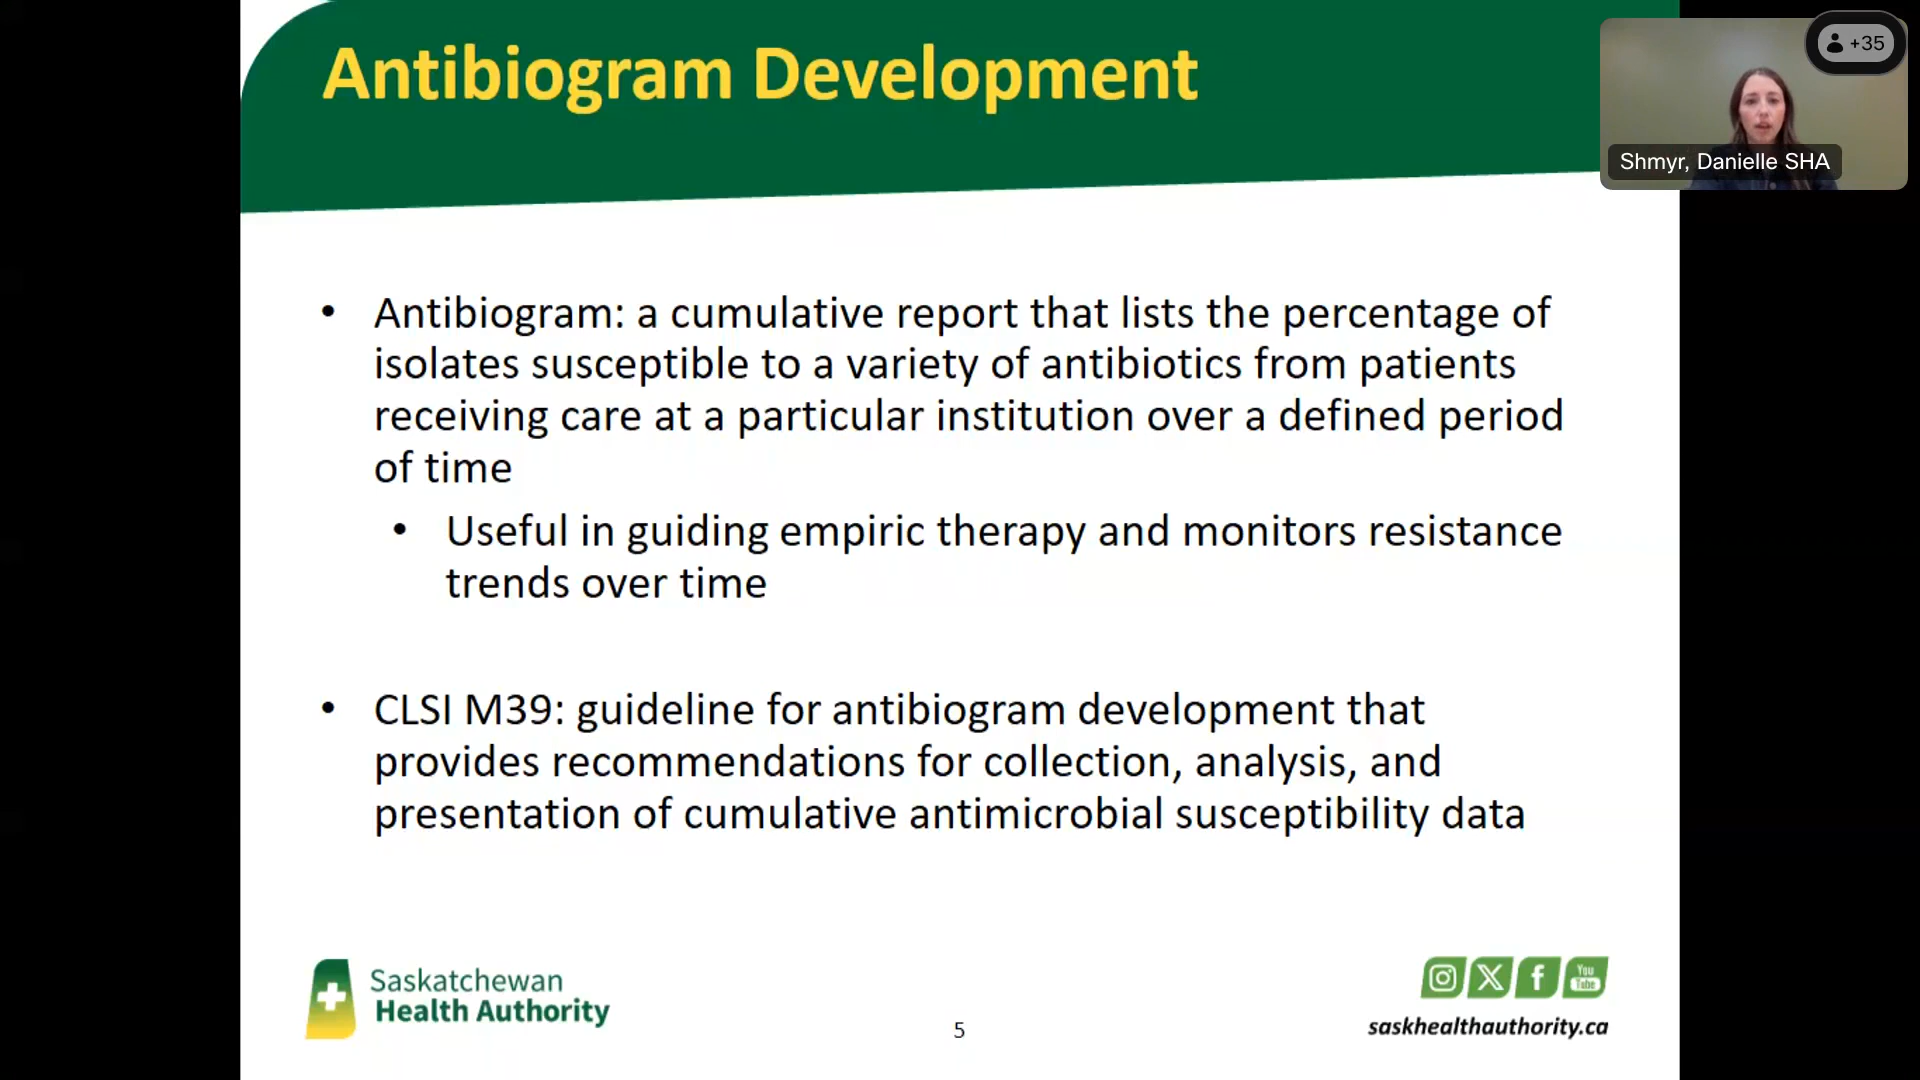 Antibiogram Development
+35
Shmyr, Danielle SHA
• Antibiogram: a cumulative report that lists the percentage of
isolates susceptible to a variety of antibiotics from patients
receiving care at a particular institution over a defined period
of time
• Useful in guiding empiric therapy and monitors resistance
trends over time
• CLSI M39: guideline for antibiogram development that
provides recommendations for collection, analysis, and
presentation of cumulative antimicrobial susceptibility data
Saskatchewan
Health Authority
5
You
Tube
saskhealthauthority.ca